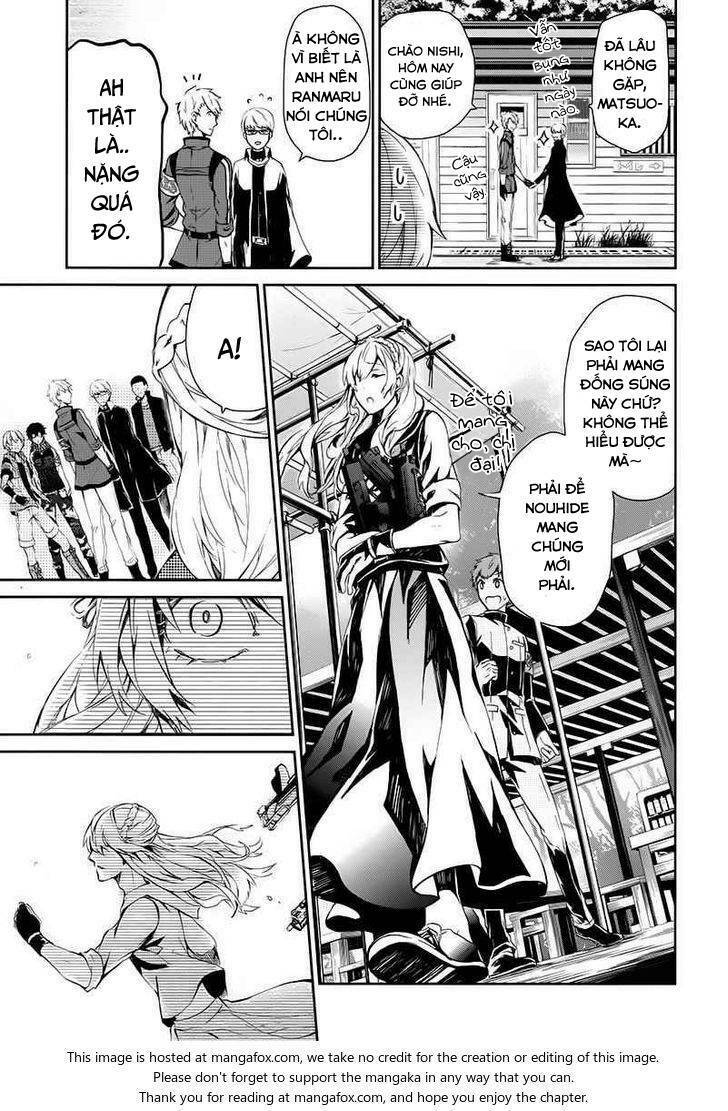 ĐÃ LÂU
KHÔNG
GẶP,
MATSUO-
KA.
Vẫn
tốt
bụng
như
ngày
nào.
CHÀO NISHI,
HÔM NAY
CŨNG GIÚP
ĐỠ NHÉ.
Cậu
cũng
vậy.
À KHÔNG
VÌ BIẾT LÀ
ANH NÊN
RANMARU
NÓI CHÚNG
TÔI..
AH
THẬT
LÀ..
NẶNG
QUÁ
ĐÓ.
SAO TÔI LẠI
PHẢI MANG
ĐỐNG SÚNG
NÀY CHỨ?
KHÔNG THỂ
HIỂU ĐƯỢC
MÀ~
PHẢI ĐỂ
NOUHIDE
MANG
CHÚNG
MỚI
PHẢI.
Để tôi
mang
cho, chị
đại!
A!
This image is hosted at mangafox.com, we take no credit for the creation or editing of this image.
Please don't forget to support the mangaka in any way that you can.
Thank you for reading at mangafox.com, and hope you enjoy the chapter.